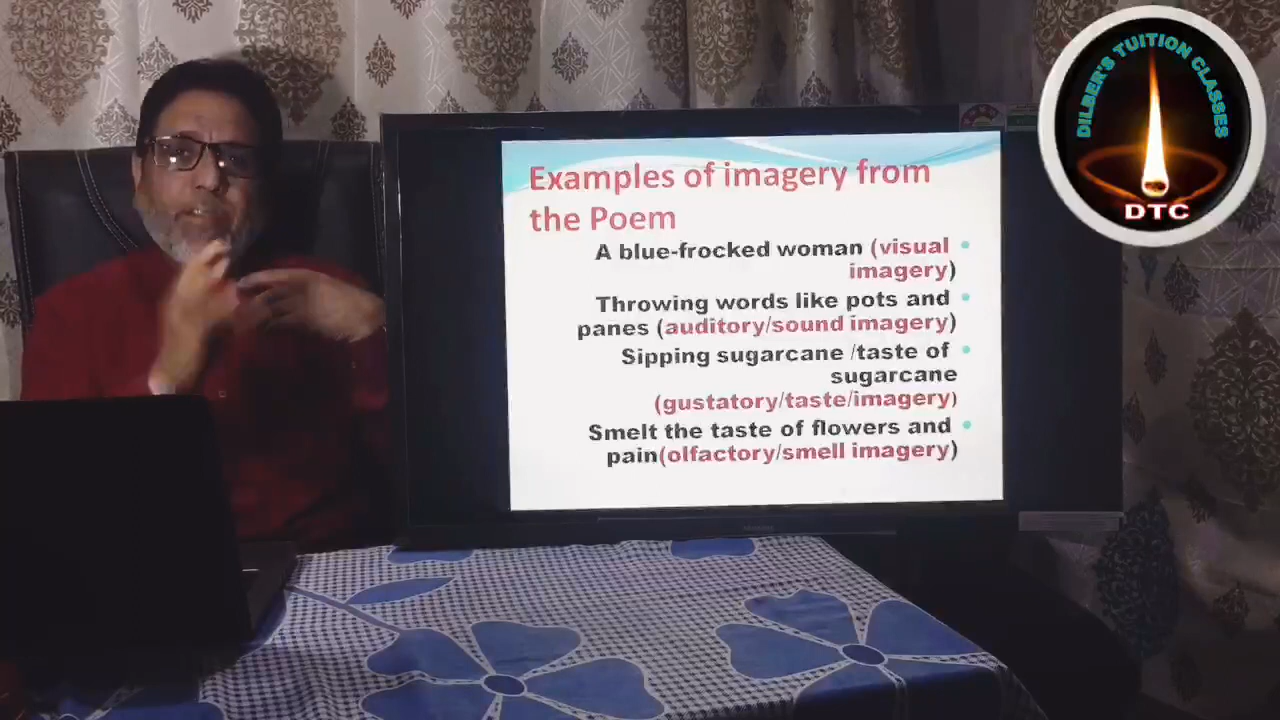 Examples of imagery from
the Poem
A blue-frocked woman (visual
imagery)
Throwing words like pots and
panes (auditory/sound imagery)
Sipping sugarcane /taste of
sugarcane
(gustatory/taste/imagery)
Smelt the taste of flowers and
pain(olfactory/smell imagery)
DILBER'S TUITION CLASSES
DTC